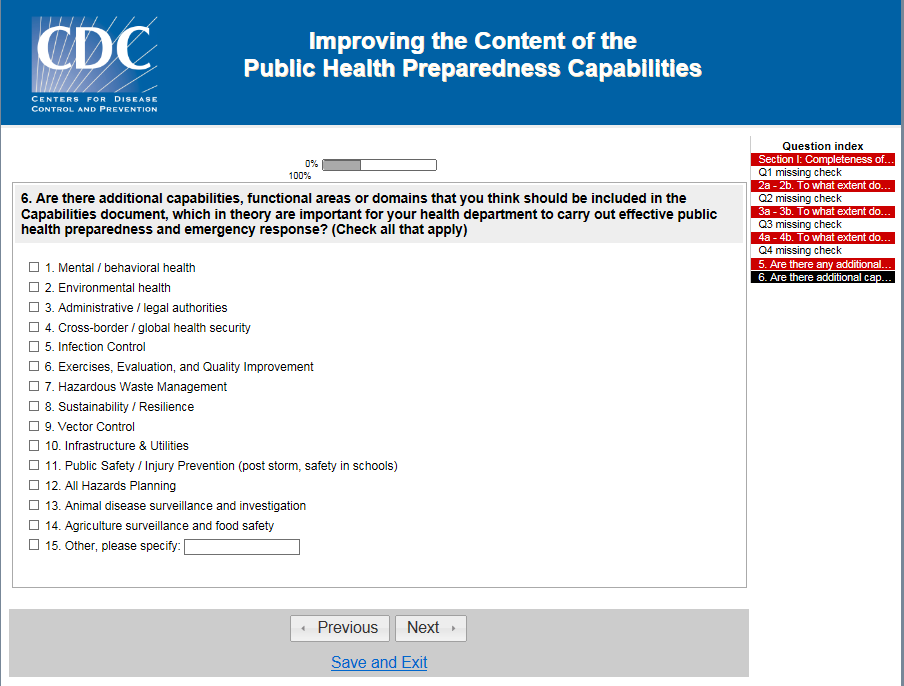 CDC
CENTERS FOR DISEASE
CONTROL AND PREVENTION
Improving the Content of the
Public Health Preparedness Capabilities
0%
100%
6. Are there additional capabilities, functional areas or domains that you think should be included in the
Capabilities document, which in theory are important for your health department to carry out effective public
health preparedness and emergency response? (Check all that apply)
1. Mental / behavioral health
2. Environmental health
3. Administrative / legal authorities
4. Cross-border / global health security
5. Infection Control
6. Exercises, Evaluation, and Quality Improvement
7. Hazardous Waste Management
8. Sustainability / Resilience
9. Vector Control
10. Infrastructure & Utilities
11. Public Safety / Injury Prevention (post storm, safety in schools)
12. All Hazards Planning
13. Animal disease surveillance and investigation
14. Agriculture surveillance and food safety
15. Other, please specify:
Previous
Next
Save and Exit
Question index
Section I: Completeness of...
Q1 missing check
2a - 2b. To what extent do...
Q2 missing check
3a - 3b. To what extent do...
Q3 missing check
4a - 4b. To what extent do...
Q4 missing check
5. Are there any additional...
6. Are there additional cap...